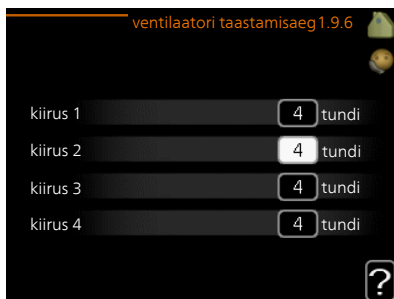 ventilaatori taastamisaeg1.9.6
kiirus 1 4 tundi
kiirus 2 4 tundi
kiirus 3 4 tundi
kiirus 4 4 tundi
?